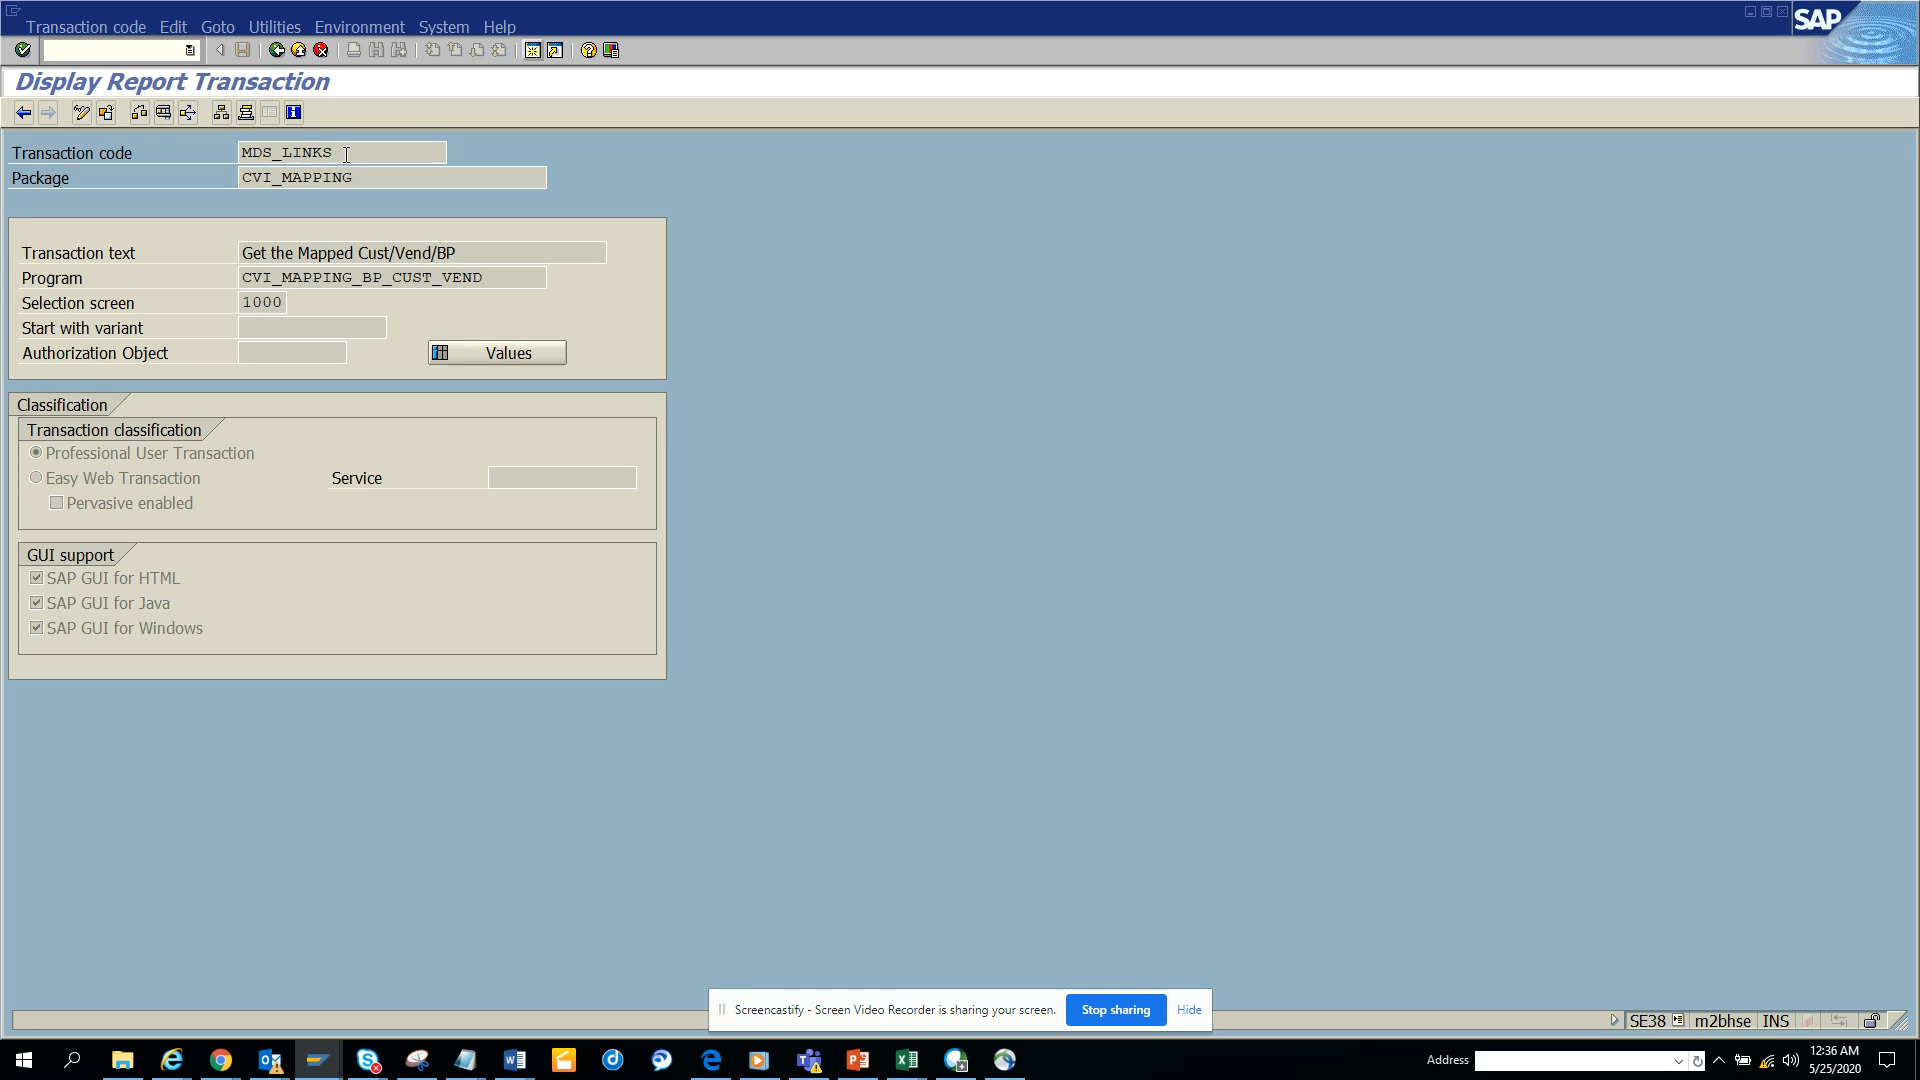 Transaction code Edit Goto Utilities Environment System Help
SAP
Display Report Transaction
Transaction code MDS_LINKS
Package CVI_MAPPING
Transaction text Get the Mapped Cust/Vend/BP
Program CVI_MAPPING_BP_CUST_VEND
Selection screen 1000
Start with variant
Authorization Object Values
Classification
Transaction classification
Professional User Transaction
Easy Web Transaction Service
Pervasive enabled
GUI support
SAP GUI for HTML
SAP GUI for Java
SAP GUI for Windows
Screencastify - Screen Video Recorder is sharing your screen. Stop sharing Hide
SE38 m2bhse INS
Address
12:36 AM
5/25/2020